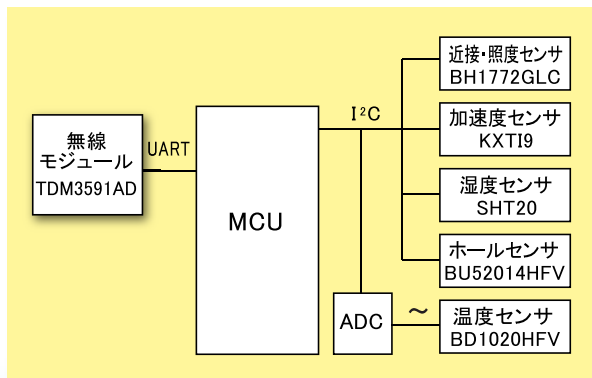 無線
モジュール
TDM3591AD
UART
MCU
I²C
ADC
~
近接・照度センサ
BH1772GLC
加速度センサ
KXTI9
湿度センサ
SHT20
ホールセンサ
BU52014HFV
温度センサ
BD1020HFV